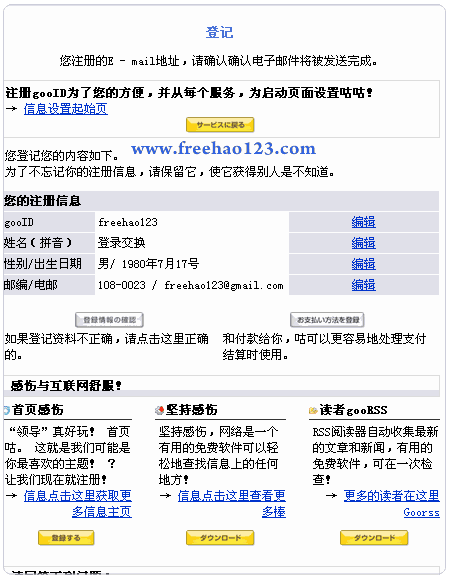 登记
您注册的E - mail地址，请确认确认电子邮件将被发送完成。
注册gooID为了您的方便，并从每个服务，为启动页面设置咕咕！
→ 信息设置起始页
サービスに戻る
www.freehao123.com
您登记您的内容如下。
为了不忘记你的注册信息，请保留它，使它获得别人是不知道。
您的注册信息
gooID freehao123 编辑
姓名（拼音） 登录交换 编辑
性别/出生日期 男/ 1980年7月17号 编辑
邮编/电邮 108-0023 / freehao123@gmail.com 编辑
登録情報の確認
お支払い方法を登録
如果登记资料不正确，请点击这里正确
的。
和付款给你，咕可以更容易地处理支付
结算时使用。
感伤与互联网舒服！
首页感伤
“领导”真好玩！ 首页
咕。 这就是我们可能是
你最喜欢的主题！ ？
让我们现在就注册！
→ 信息点击这里获取更
多信息主页
登録する
坚持感伤
坚持感伤，网络是一个
有用的免费软件可以轻
松地查找信息上的任何
地方！
→ 信息点击这里查看更
多棒
ダウンロード
读者gooRSS
RSS阅读器自动收集最新
的文章和新闻，有用的
免费软件，可在一次检
查！
→ 更多的读者在这里
Goorss
ダウンロード